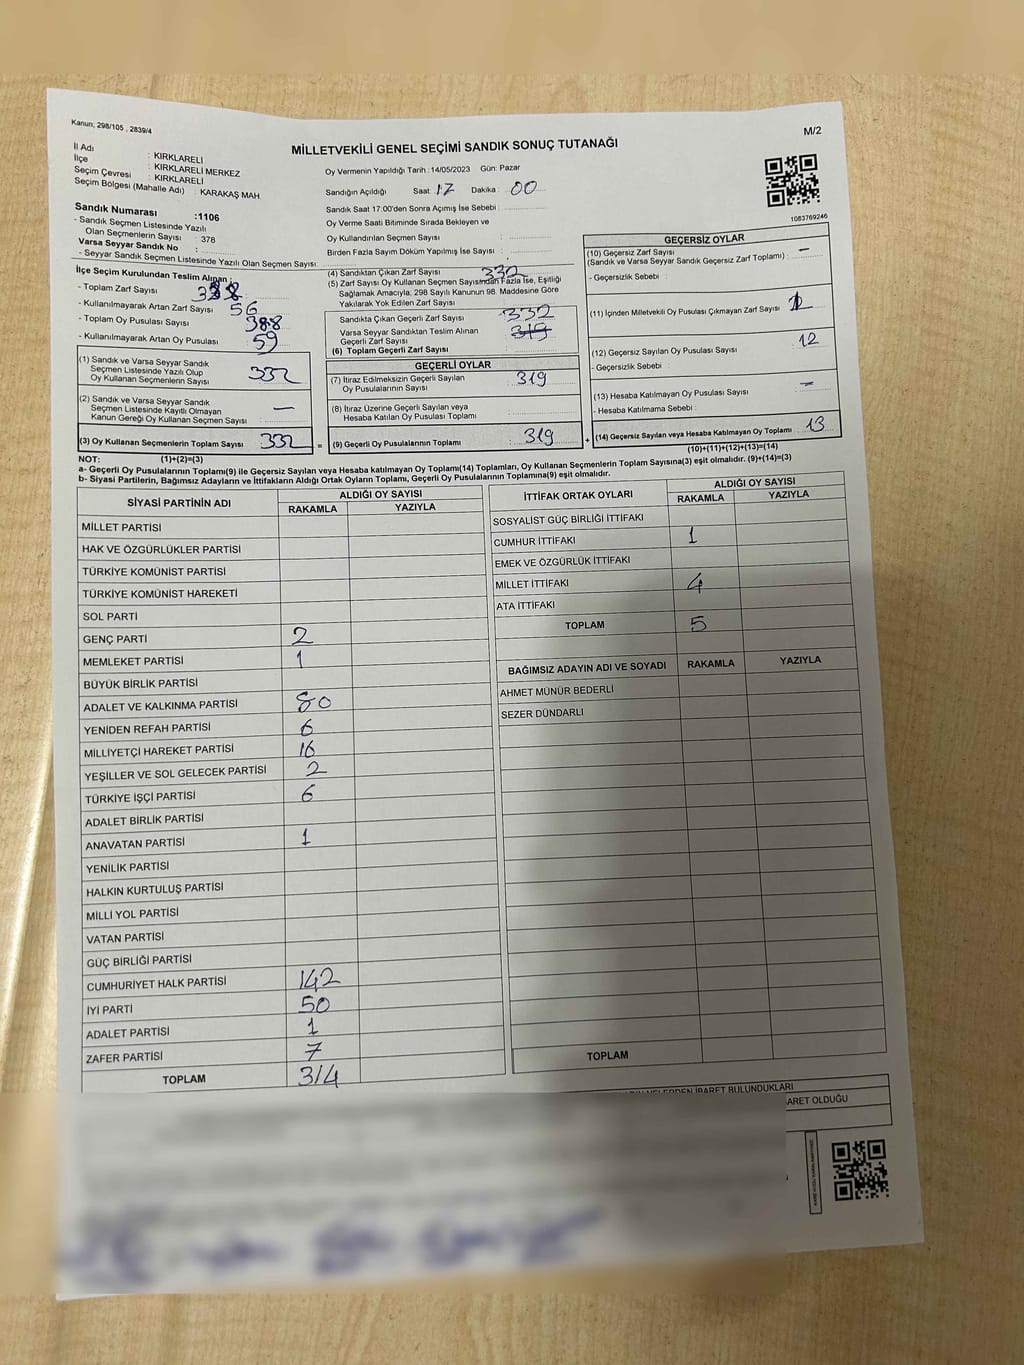 Kanun; 298/105 , 2839/4
M/2
MİLLETVEKİLİ GENEL SEÇİMİ SANDIK SONUÇ TUTANAĞI
İl Adı : KIRKLARELİ
İlçe : KIRKLARELİ MERKEZ
Seçim Çevresi : KIRKLARELİ
Seçim Bölgesi (Mahalle Adı) : KARAKAŞ MAH.
Sandık Numarası :1106
- Sandık Seçmen Listesinde Yazılı
Olan Seçmenlerin Sayısı : 378
Varsa Seyyar Sandık No :
- Seyyar Sandık Seçmen Listesinde Yazılı Olan Seçmen Sayısı:
Oy Vermenin Yapıldığı Tarih :14/05/2023 Gün: Pazar
Sandığın Açıldığı Saat: 17 Dakika : 00
Sandık Saat 17:00'den Sonra Açımış İse Sebebi :
Oy Verme Saati Bitiminde Sırada Bekleyen ve
Oy Kullandırılan Seçmen Sayısı :
Birden Fazla Sayım Döküm Yapılmış İse Sayısı :
1083769246
İlçe Seçim Kurulundan Teslim Alınan :
- Toplam Zarf Sayısı : 388
- Kullanılmayarak Artan Zarf Sayısı : 56
- Toplam Oy Pusulası Sayısı : 388
- Kullanılmayarak Artan Oy Pusulası : 59
(1) Sandık ve Varsa Seyyar Sandık
Seçmen Listesinde Yazılı Olup
Oy Kullanan Seçmenlerin Sayısı : 332
(2) Sandık ve Varsa Seyyar Sandık
Seçmen Listesinde Kayıtlı Olmayan
Kanun Gereği Oy Kullanan Seçmen Sayısı : —
(3) Oy Kullanan Seçmenlerin Toplam Sayısı : 332
(4) Sandıktan Çıkan Zarf Sayısı : 332
(5) Zarf Sayısı Oy Kullanan Seçmen Sayısından Fazla İse, Eşitliği
Sağlamak Amacıyla, 298 Sayılı Kanunun 98. Maddesine Göre
Yakılarak Yok Edilen Zarf Sayısı :
Sandıkta Çıkan Geçerli Zarf Sayısı : 332
Varsa Seyyar Sandıktan Teslim Alınan
Geçerli Zarf Sayısı : 319
(6) Toplam Geçerli Zarf Sayısı :
GEÇERLİ OYLAR
(7) İtiraz Edilmeksizin Geçerli Sayılan
Oy Pusulalarının Sayısı : 319
(8) İtiraz Üzerine Geçerli Sayılan veya
Hesaba Katılan Oy Pusulası Toplamı :
= (9) Geçerli Oy Pusulalarının Toplamı : 319
GEÇERSİZ OYLAR
(10) Geçersiz Zarf Sayısı
(Sandık ve Varsa Seyyar Sandık Geçersiz Zarf Toplamı) : —
- Geçersizlik Sebebi :
(11) İçinden Milletvekili Oy Pusulası Çıkmayan Zarf Sayısı : 1
(12) Geçersiz Sayılan Oy Pusulası Sayısı : 12
- Geçersizlik Sebebi :
(13) Hesaba Katılmayan Oy Pusulası Sayısı : —
- Hesaba Katılmama Sebebi :
+ (14) Geçersiz Sayılan veya Hesaba Katılmayan Oy Toplamı : 13
NOT: (1)+(2)=(3)
(10)+(11)+(12)+(13)=(14)
a- Geçerli Oy Pusulalarının Toplamı(9) ile Geçersiz Sayılan veya Hesaba katılmayan Oy Toplamı(14) Toplamları, Oy Kullanan Seçmenlerin Toplam Sayısına(3) eşit olmalıdır. (9)+(14)=(3)
b- Siyasi Partilerin, Bağımsız Adayların ve İttifakların Aldığı Ortak Oyların Toplamı, Geçerli Oy Pusulalarının Toplamına(9) eşit olmalıdır.
SİYASİ PARTİNİN ADI
ALDIĞI OY SAYISI
RAKAMLA YAZIYLA
MİLLET PARTİSİ
HAK VE ÖZGÜRLÜKLER PARTİSİ
TÜRKİYE KOMÜNİST PARTİSİ
TÜRKİYE KOMÜNİST HAREKETİ
SOL PARTİ
GENÇ PARTİ 2
MEMLEKET PARTİSİ 1
BÜYÜK BİRLİK PARTİSİ
ADALET VE KALKINMA PARTİSİ 80
YENİDEN REFAH PARTİSİ 6
MİLLİYETÇİ HAREKET PARTİSİ 16
YEŞİLLER VE SOL GELECEK PARTİSİ 2
TÜRKİYE İŞÇİ PARTİSİ 6
ADALET BİRLİK PARTİSİ
ANAVATAN PARTİSİ 1
YENİLİK PARTİSİ
HALKIN KURTULUŞ PARTİSİ
MİLLİ YOL PARTİSİ
VATAN PARTİSİ
GÜÇ BİRLİĞİ PARTİSİ
CUMHURİYET HALK PARTİSİ 142
İYİ PARTİ 50
ADALET PARTİSİ 1
ZAFER PARTİSİ 7
TOPLAM 314
İTTİFAK ORTAK OYLARI
ALDIĞI OY SAYISI
RAKAMLA YAZIYLA
SOSYALİST GÜÇ BİRLİĞİ İTTİFAKI
CUMHUR İTTİFAKI 1
EMEK VE ÖZGÜRLÜK İTTİFAKI
MİLLET İTTİFAKI 4
ATA İTTİFAKI
TOPLAM 5
BAĞIMSIZ ADAYIN ADI VE SOYADI RAKAMLA YAZIYLA
AHMET MÜNÜR BEDERLİ
SEZER DÜNDARLI
TOPLAM
İBARET BULUNDUKLARI
OLDUĞU